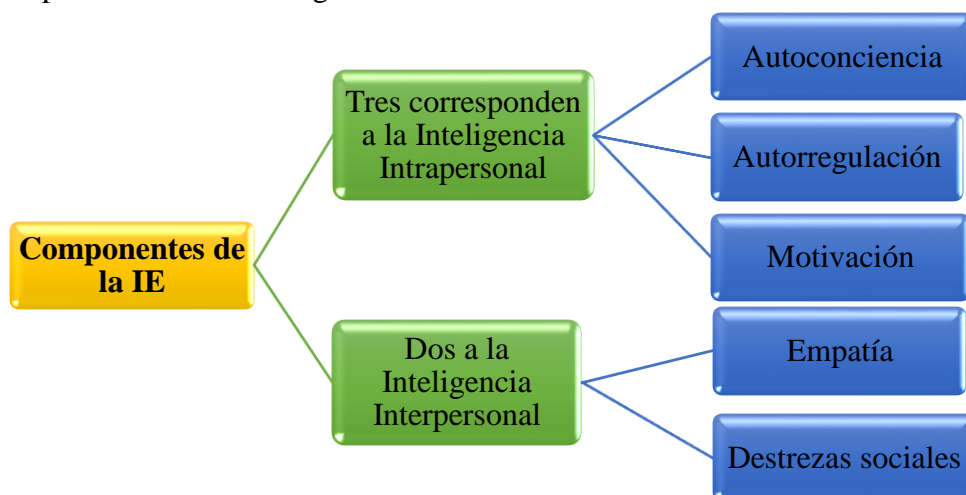 Autoconciencia
Tres corresponden
a la Inteligencia
Intrapersonal
Autorregulación
Motivación
Componentes de
la IE
Dos a la
Inteligencia
Interpersonal
Empatía
Destrezas sociales